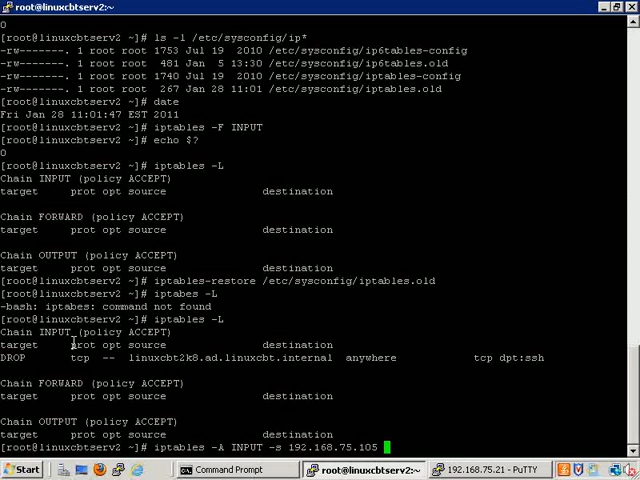 0
[root@linuxcbtserv2 ~]# ls -l /etc/sysconfig/ip*
-rw-------. 1 root root 1753 Jul 19  2010 /etc/sysconfig/ip6tables-config
-rw-------. 1 root root  481 Jan  5 13:30 /etc/sysconfig/ip6tables.old
-rw-------. 1 root root 1740 Jul 19  2010 /etc/sysconfig/iptables-config
-rw-------. 1 root root  267 Jan 28 11:01 /etc/sysconfig/iptables.old
[root@linuxcbtserv2 ~]# date
Fri Jan 28 11:01:47 EST 2011
[root@linuxcbtserv2 ~]# iptables -F INPUT
[root@linuxcbtserv2 ~]# echo $?
0
[root@linuxcbtserv2 ~]# iptables -L
Chain INPUT (policy ACCEPT)
target     prot opt source               destination

Chain FORWARD (policy ACCEPT)
target     prot opt source               destination

Chain OUTPUT (policy ACCEPT)
target     prot opt source               destination
[root@linuxcbtserv2 ~]# iptables-restore /etc/sysconfig/iptables.old
[root@linuxcbtserv2 ~]# iptabes -L
-bash: iptabes: command not found
[root@linuxcbtserv2 ~]# iptables -L
Chain INPUT (policy ACCEPT)
target     prot opt source               destination
DROP       tcp  --  linuxcbt2k8.ad.linuxcbt.internal  anywhere            tcp dpt:ssh

Chain FORWARD (policy ACCEPT)
target     prot opt source               destination

Chain OUTPUT (policy ACCEPT)
target     prot opt source               destination
[root@linuxcbtserv2 ~]# iptables -A INPUT -s 192.168.75.105
Start Command Prompt root@linuxcbtserv2:~ 192.168.75.21 - PuTTY